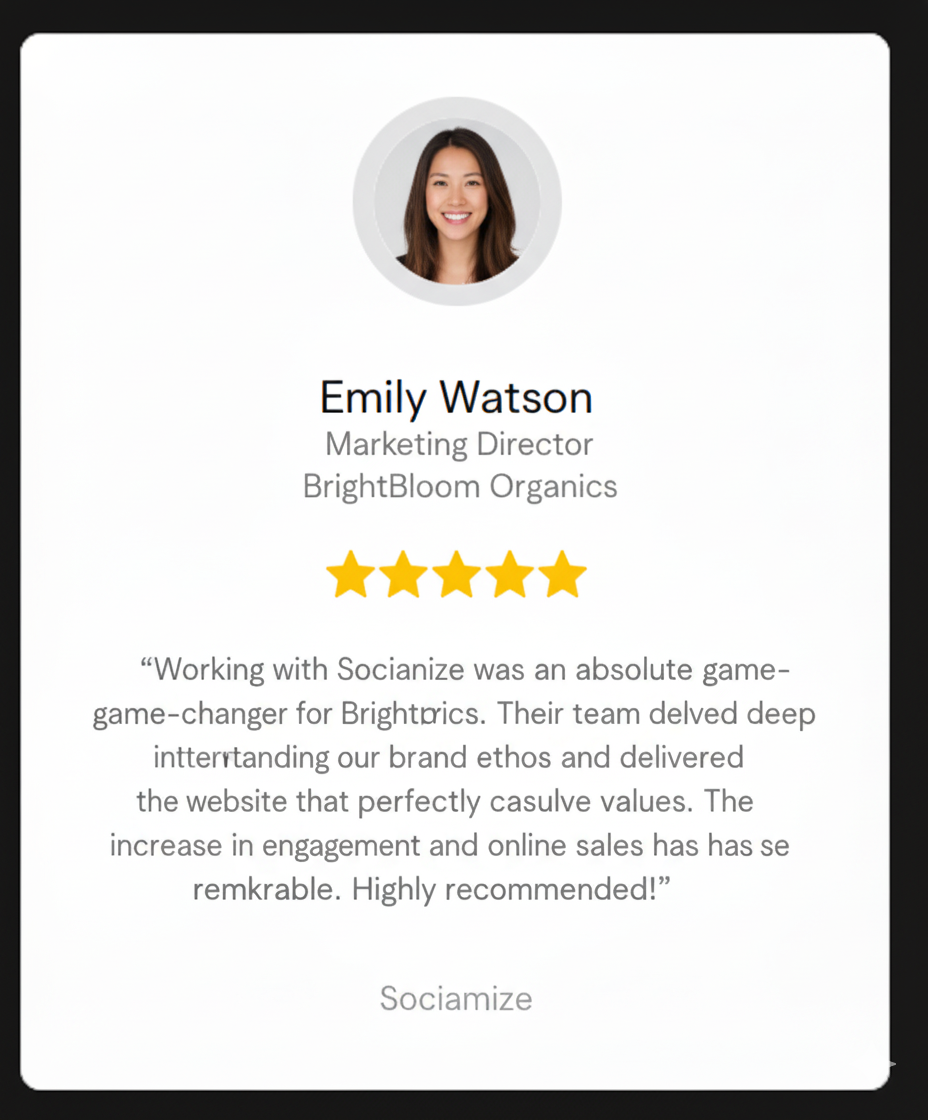 Emily Watson
Marketing Director
BrightBloom Organics
“Working with Socianize was an absolute game-
game-changer for Their team delved deep
our brand ethos and delivered
the website that perfectly casulve values. The
increase in engagement and online sales has has se
remkrable. Highly recommended!”
Sociamize